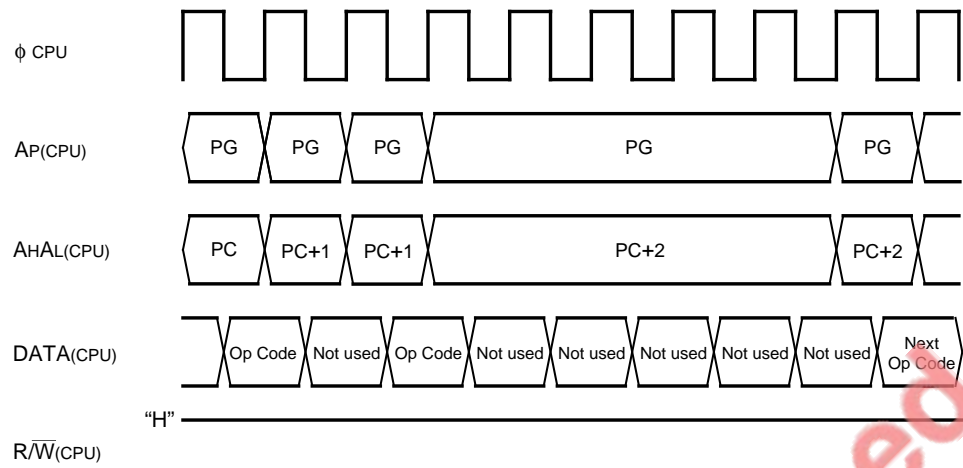 φ CPU
AP(CPU) PG PG PG PG PG
AHAL(CPU) PC PC+1 PC+1 PC+2 PC+2
DATA(CPU) Op Code Not used Op Code Not used Not used Not used Not used Not used Next Op Code
“H”
R/W̅(CPU)